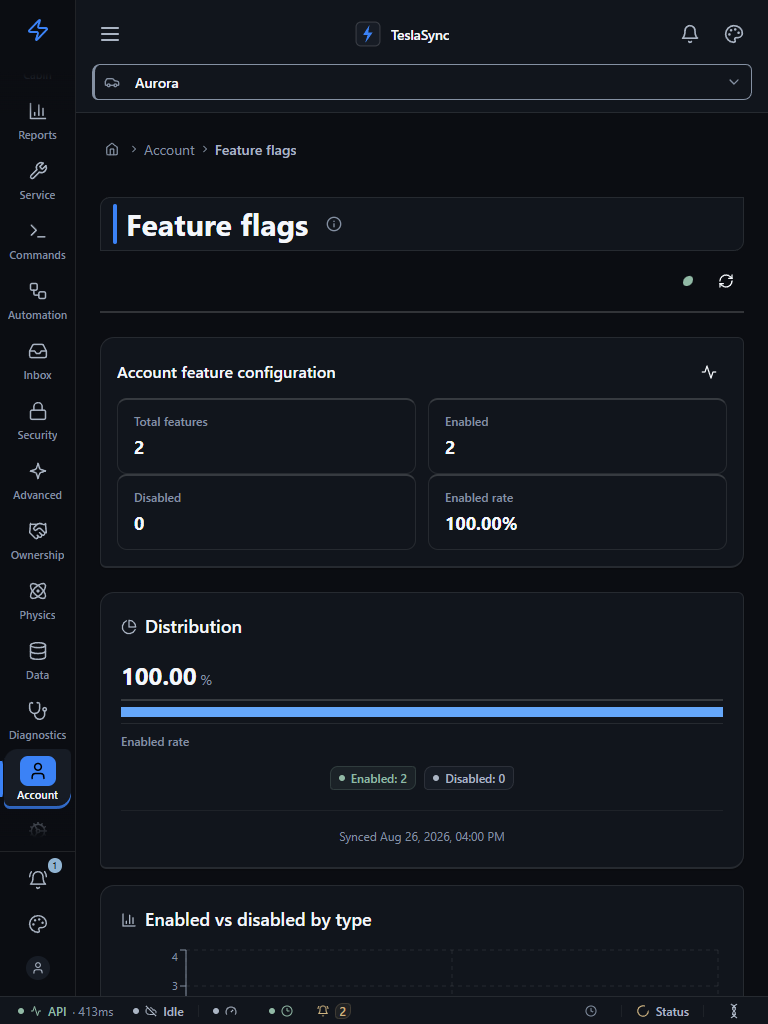 TeslaSync
Aurora
Reports
Service
Commands
Automation
Inbox
Security
Advanced
Ownership
Physics
Data
Diagnostics
Account
1
Account
Feature flags
Feature flags
Account feature configuration
Total features
2
Enabled
2
Disabled
0
Enabled rate
100.00%
Distribution
100.00 %
Enabled rate
Enabled: 2
Disabled: 0
Synced Aug 26, 2026, 04:00 PM
Enabled vs disabled by type
4
3
API · 413ms
Idle
2
Status